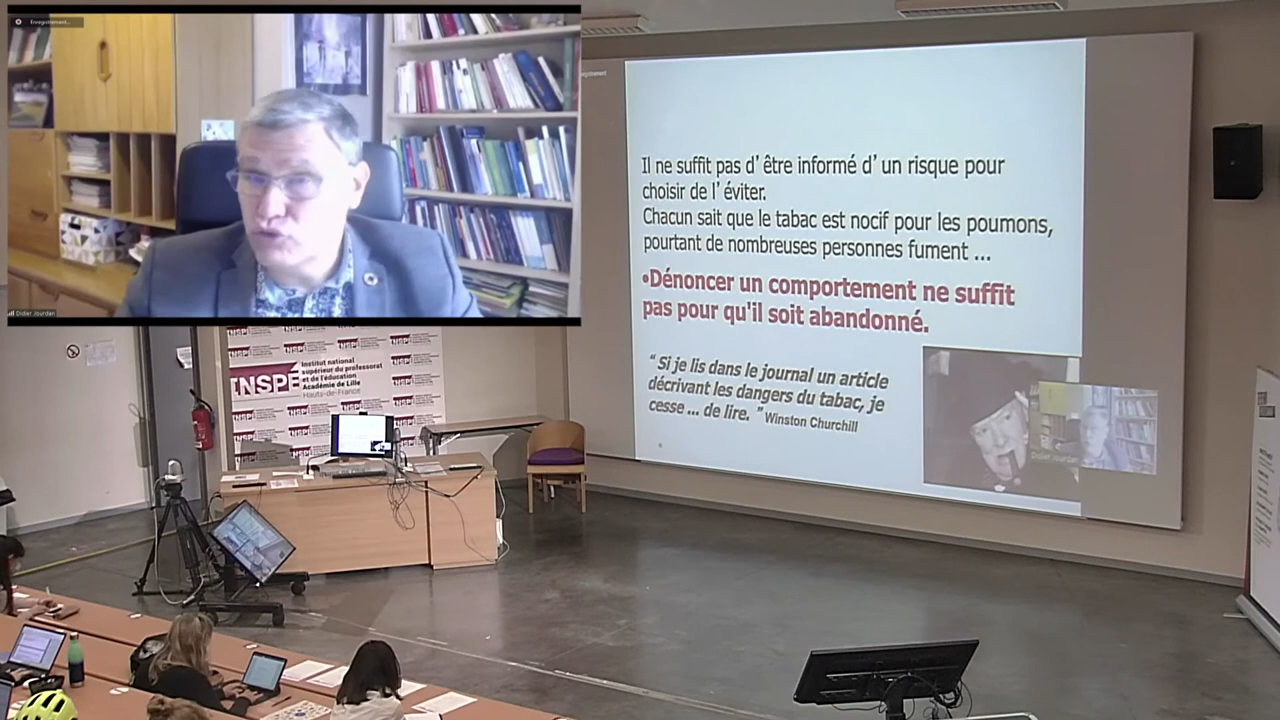 Enregistrement...
Didier Jourdan
Il ne suffit pas d' être informé d' un risque pour
choisir de l' éviter.
Chacun sait que le tabac est nocif pour les poumons,
pourtant de nombreuses personnes fument ...
•Dénoncer un comportement ne suffit
pas pour qu'il soit abandonné.
“ Si je lis dans le journal un article
décrivant les dangers du tabac, je
cesse ... de lire. ” Winston Churchill
Didier Jourdan
INSPÉ
Institut national
supérieur du professorat
et de l'éducation
Académie de Lille
Hauts-de-France